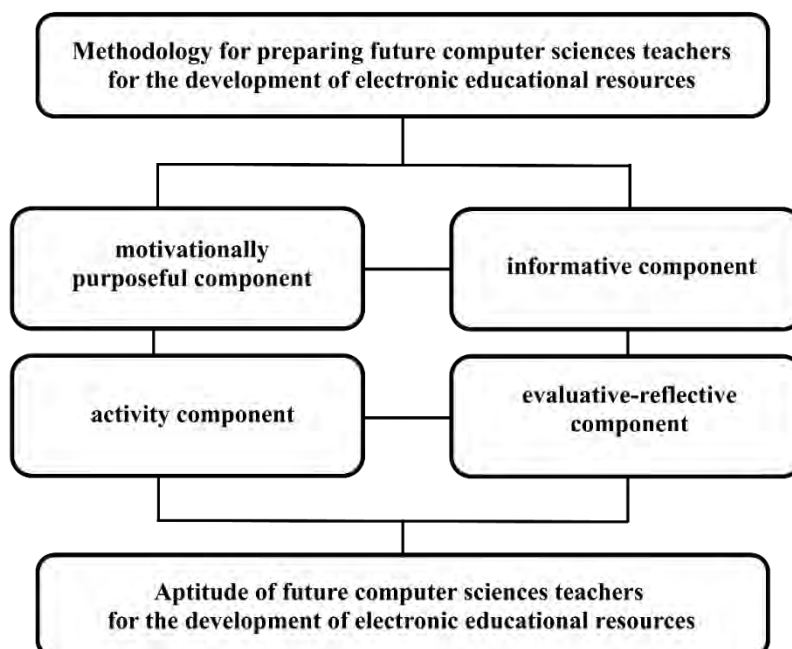 Methodology for preparing future computer sciences teachers
for the development of electronic educational resources
motivationally
purposeful component
informative component
activity component
evaluative-reflective
component
Aptitude of future computer sciences teachers
for the development of electronic educational resources